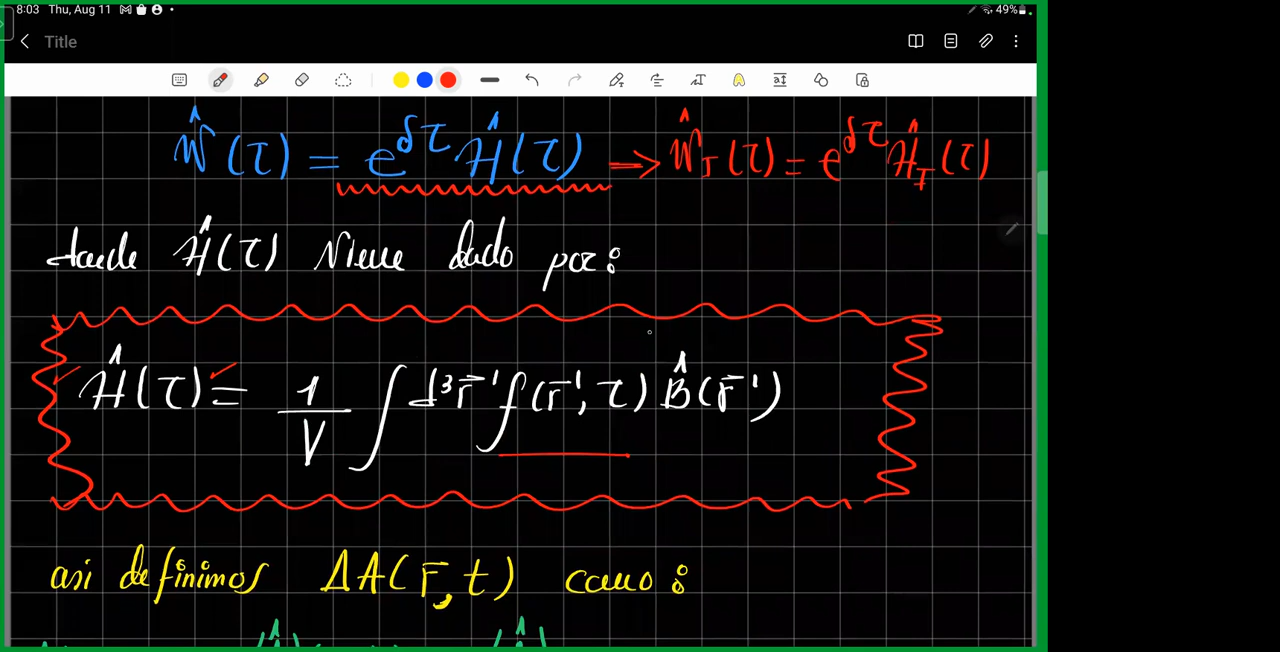 8:03 Thu, Aug 11 49%
Title
Ŵ(τ) = e^{δτ} Ĥ(τ) ⇒ Ŵ_I(τ) = e^{δτ} Ĥ_I(τ)
donde Ĥ(τ) viene dado por:
Ĥ(τ) = 1/V ∫ d³r̄' f(r̄', τ) B̂(r̄')
asi definimos ΔA(r̄, t) como: